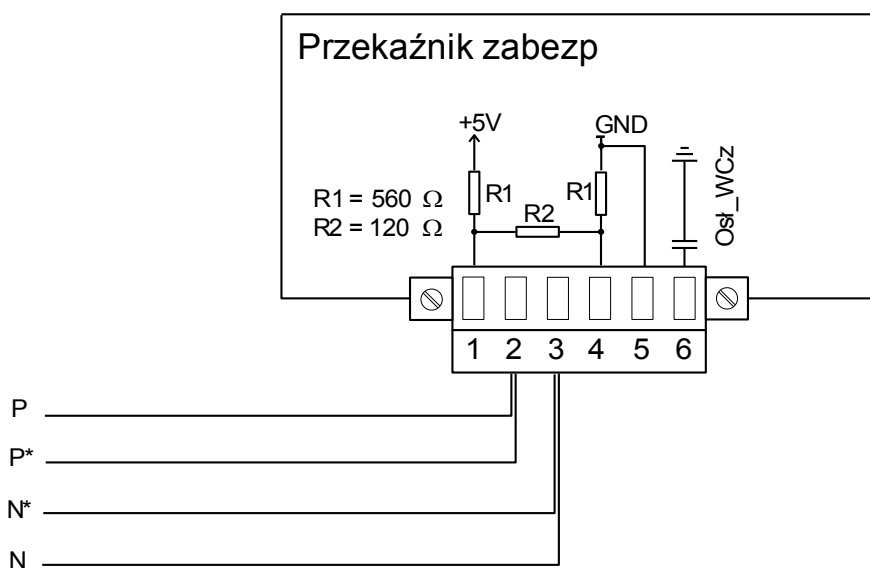 Przekaźnik zabezp
+5V
GND
R1 = 560 Ω
R2 = 120 Ω
R1
R2
R1
Osł_WCz
1 2 3 4 5 6
P
P*
N*
N